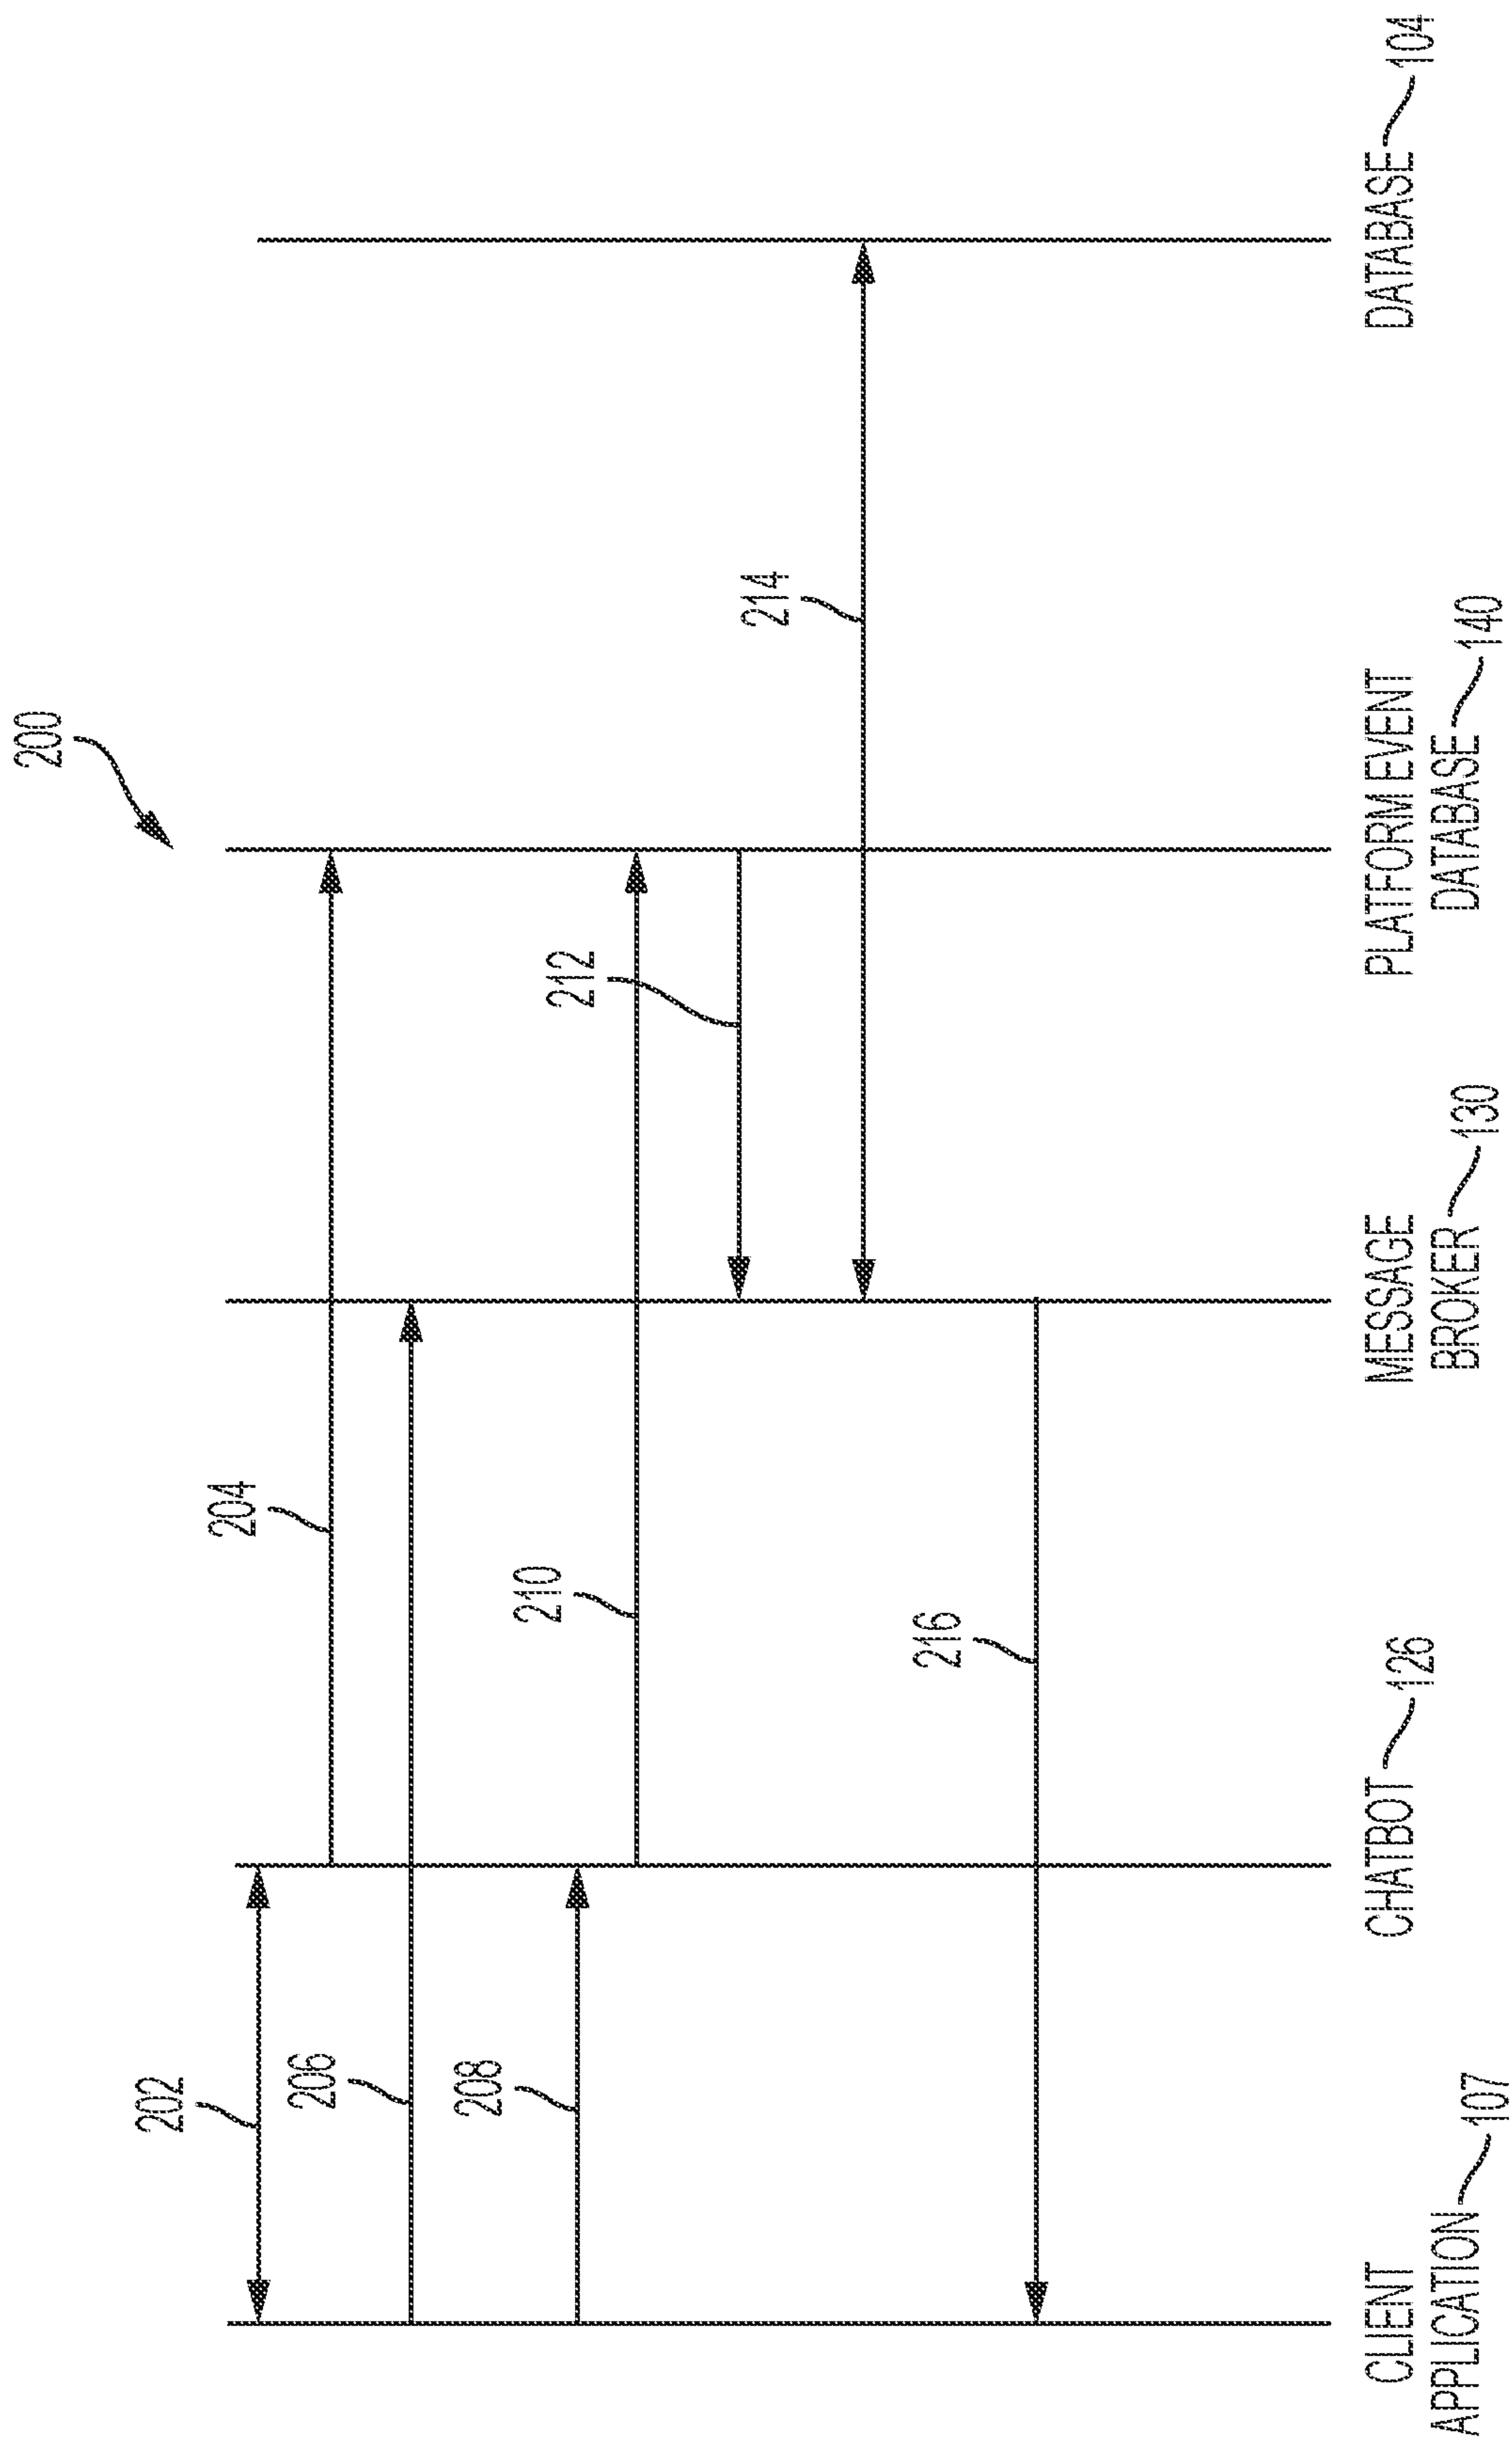 200
202
204
206
208
210
212
214
216
CLIENT
APPLICATION 107
CHATBOT 126
MESSAGE
BROKER 130
PLATFORM EVENT
DATABASE 140
DATABASE 104